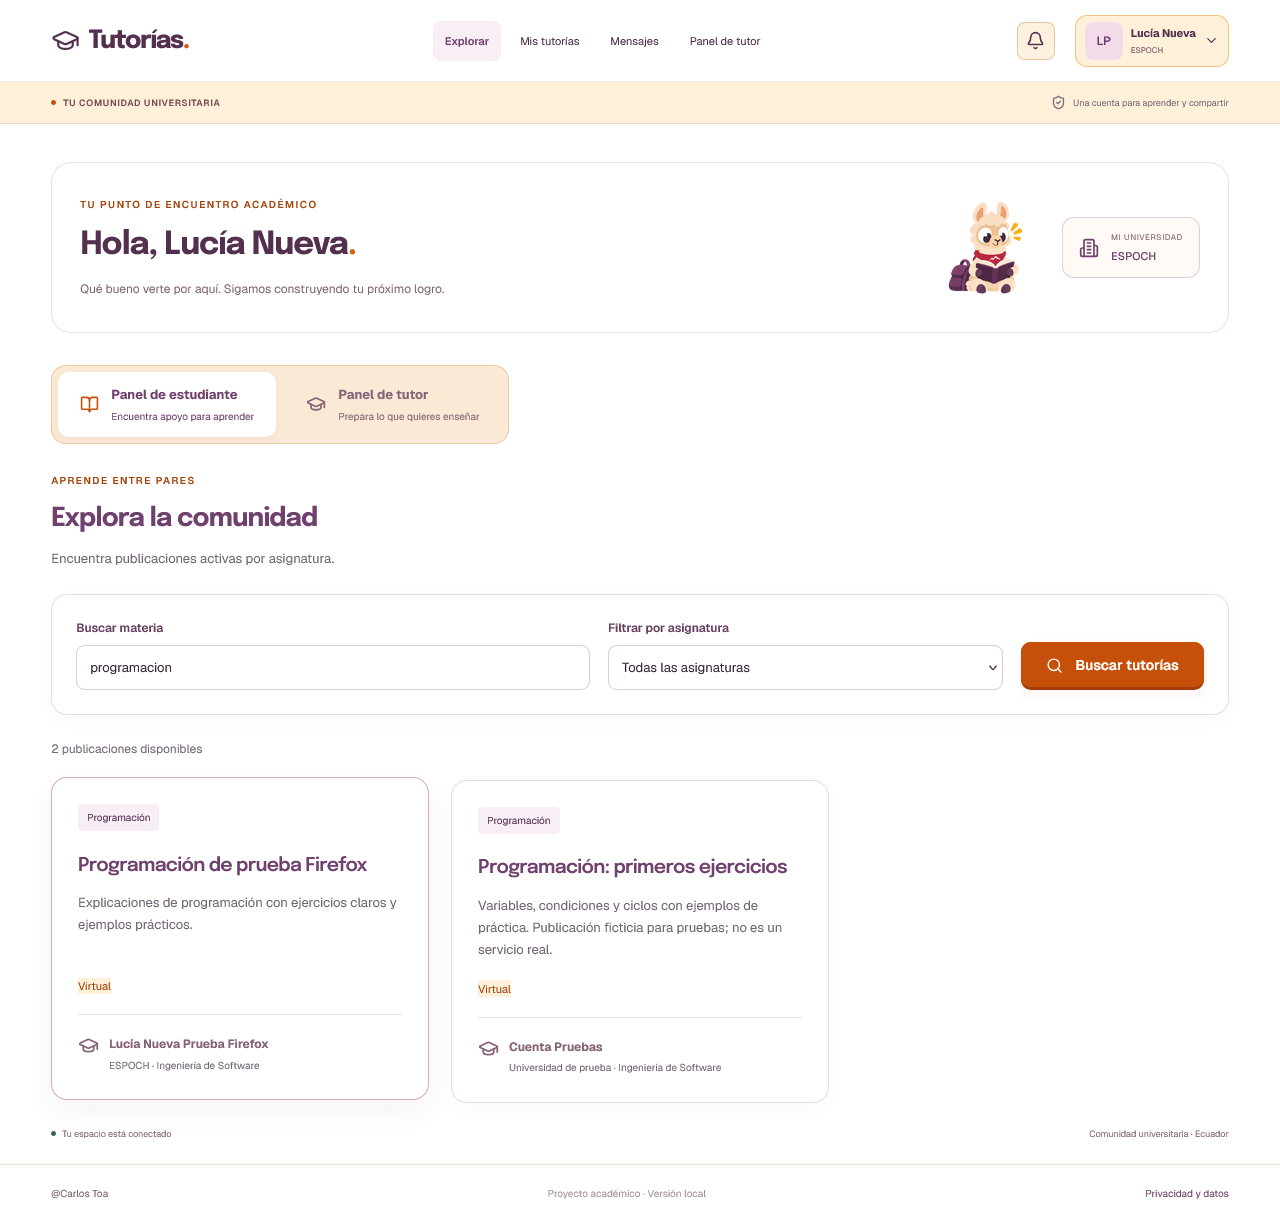 Tutorías.
Explorar
Mis tutorías
Mensajes
Panel de tutor
LP
Lucía Nueva
ESPOCH
TU COMUNIDAD UNIVERSITARIA
Una cuenta para aprender y compartir
TU PUNTO DE ENCUENTRO ACADÉMICO
Hola, Lucía Nueva.
Qué bueno verte por aquí. Sigamos construyendo tu próximo logro.
MI UNIVERSIDAD
ESPOCH
Panel de estudiante
Encuentra apoyo para aprender
Panel de tutor
Prepara lo que quieres enseñar
APRENDE ENTRE PARES
Explora la comunidad
Encuentra publicaciones activas por asignatura.
Buscar materia
programacion
Filtrar por asignatura
Todas las asignaturas
Buscar tutorías
2 publicaciones disponibles
Programación
Programación de prueba Firefox
Explicaciones de programación con ejercicios claros y
ejemplos prácticos.
Virtual
Lucía Nueva Prueba Firefox
ESPOCH · Ingeniería de Software
Programación
Programación: primeros ejercicios
Variables, condiciones y ciclos con ejemplos de
práctica. Publicación ficticia para pruebas; no es un
servicio real.
Virtual
Cuenta Pruebas
Universidad de prueba · Ingeniería de Software
Tu espacio está conectado
Comunidad universitaria · Ecuador
@Carlos Toa
Proyecto académico · Versión local
Privacidad y datos